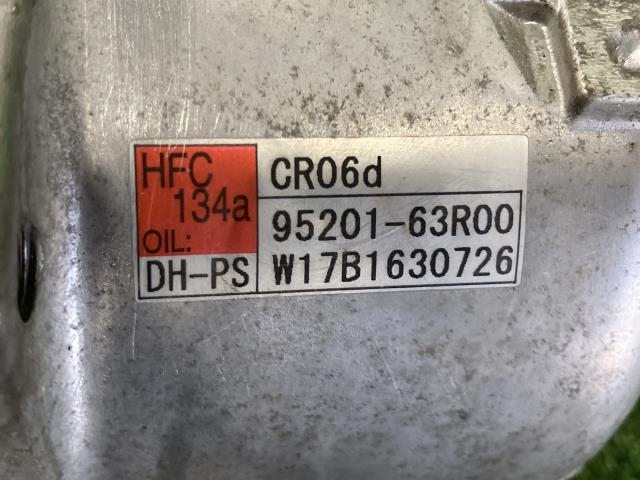 HFC
134a
OIL:
DH-PS
CR06d
95201-63R00
W17B1630726